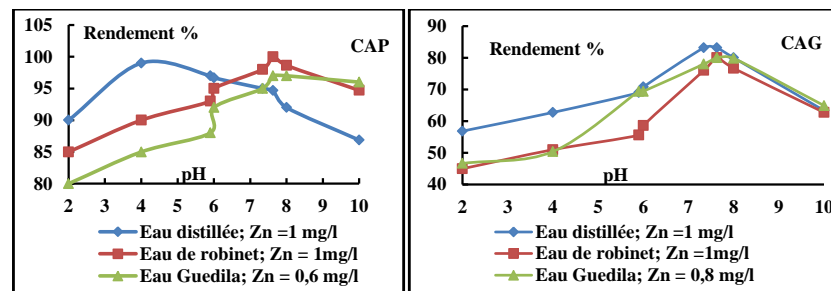 Rendement %
CAP
105
100
95
90
85
80
2 3 4 5 6 7 8 9 10
pH
Eau distillée; Zn =1 mg/l
Eau de robinet; Zn = 1mg/l
Eau Guedila; Zn = 0,6 mg/l
Rendement %
CAG
90
80
70
60
50
40
2 3 4 5 6 7 8 9 10
pH
Eau distillée; Zn =1 mg/l
Eau de robinet; Zn =1mg/l
Eau Guedila; Zn = 0,8 mg/l